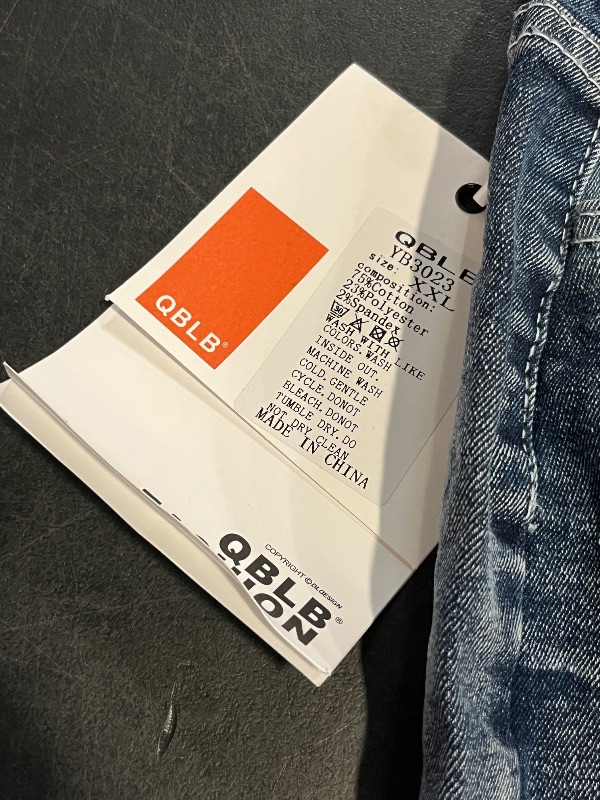 QBLB®
QBLB
YB3023
size: XXL
composition:
75%Cotton
23%Polyester
2%Spandex
30
WASH WITH LIKE
COLORS, WASH
INSIDE OUT.
MACHINE WASH
COLD, GENTLE
CYCLE, DONOT
BLEACH, DONOT
TUMBLE DRY, DO
NOT DRY CLEAN
MADE IN CHINA
COPYRIGHT © DLDESIGN
QBLB®